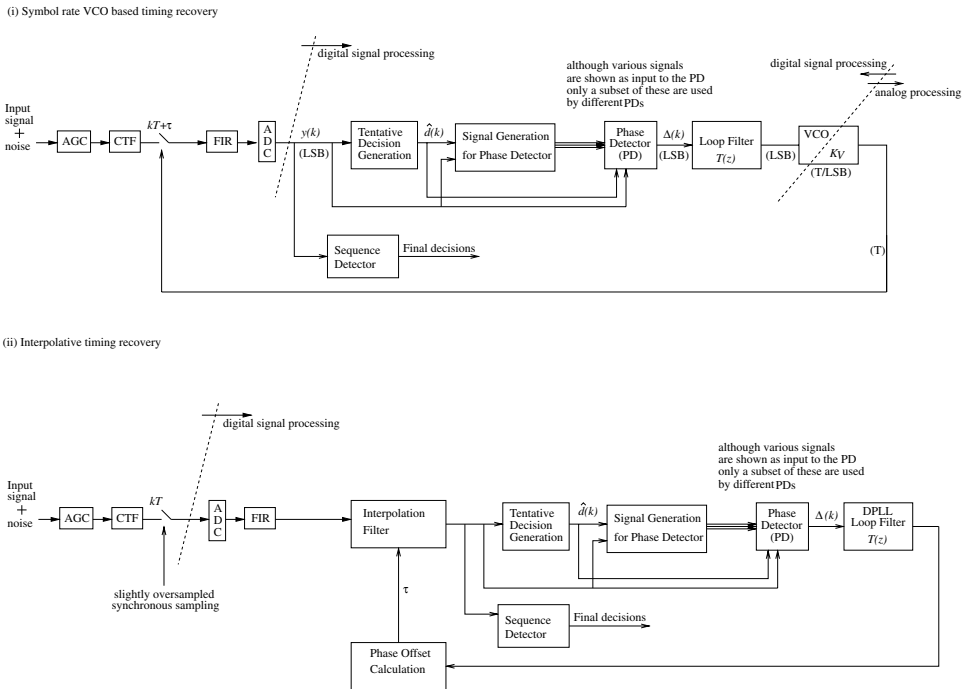 (i) Symbol rate VCO based timing recovery
digital signal processing
although various signals
are shown as input to the PD
only a subset of these are used
by different PDs
digital signal processing
analog processing
Input
signal
+
noise
AGC
CTF
kT+τ
FIR
A
D
C
y(k)
(LSB)
Tentative
Decision
Generation
d̂(k)
Signal Generation
for Phase Detector
Phase
Detector
(PD)
Δ(k)
(LSB)
Loop Filter
T(z)
(LSB)
VCO
K_V
(T/LSB)
Sequence
Detector
Final decisions
(T)
(ii) Interpolative timing recovery
digital signal processing
although various signals
are shown as input to the PD
only a subset of these are used
by different PDs
Input
signal
+
noise
AGC
CTF
kT
A
D
C
FIR
Interpolation
Filter
Tentative
Decision
Generation
d̂(k)
Signal Generation
for Phase Detector
Phase
Detector
(PD)
Δ(k)
DPLL
Loop Filter
T(z)
slightly oversampled
synchronous sampling
τ
Sequence
Detector
Final decisions
Phase Offset
Calculation